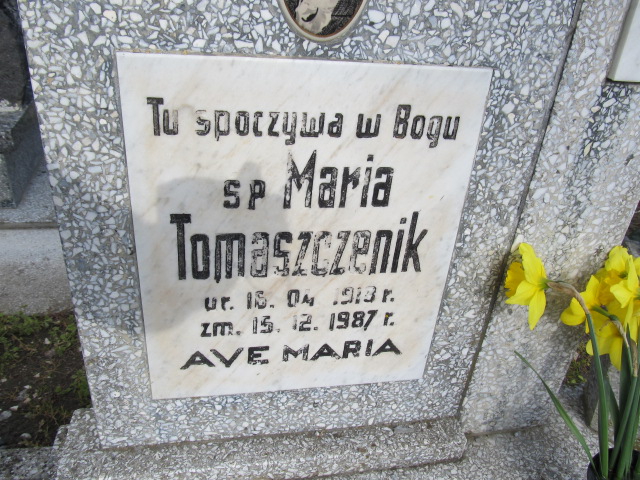 Tu spoczywa w Bogu
sp Maria
Tomaszczenik
ur. 16. 04 1913 r.
zm. 15. 12. 1987 r.
AVE MARIA